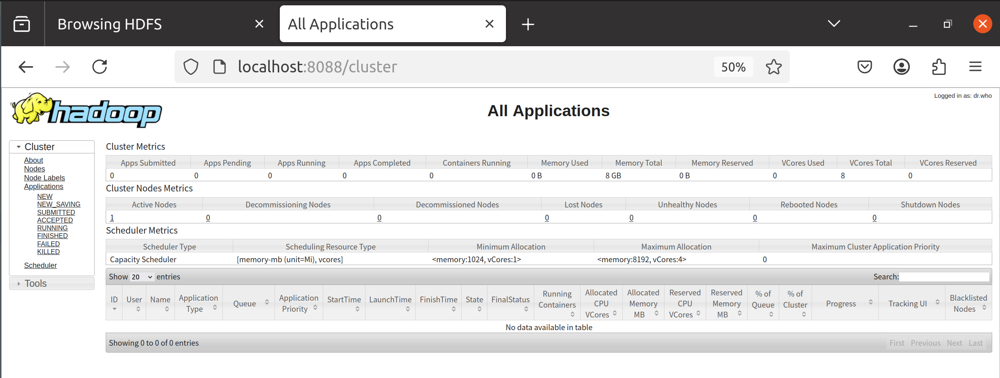 Browsing HDFS
All Applications
localhost:8088/cluster
50%
hadoop
All Applications
Logged in as: dr.who
Cluster
About
Nodes
Node Labels
Applications
NEW
NEW_SAVING
SUBMITTED
ACCEPTED
RUNNING
FINISHED
FAILED
KILLED
Scheduler
Tools
Cluster Metrics
Apps Submitted Apps Pending Apps Running Apps Completed Containers Running Memory Used Memory Total Memory Reserved VCores Used VCores Total VCores Reserved
0 0 0 0 0 0 B 8 GB 0 B 0 8 0
Cluster Nodes Metrics
Active Nodes Decommissioning Nodes Decommissioned Nodes Lost Nodes Unhealthy Nodes Rebooted Nodes Shutdown Nodes
1 0 0 0 0 0 0
Scheduler Metrics
Scheduler Type Scheduling Resource Type Minimum Allocation Maximum Allocation Maximum Cluster Application Priority
Capacity Scheduler [memory-mb (unit=Mi), vcores] <memory:1024, vCores:1> <memory:8192, vCores:4> 0
Show 20 entries Search:
ID User Name Application Type Queue Application Priority StartTime LaunchTime FinishTime State FinalStatus Running Containers Allocated CPU VCores Allocated Memory MB Reserved CPU VCores Reserved Memory MB % of Queue % of Cluster Progress Tracking UI Blacklisted Nodes
No data available in table
Showing 0 to 0 of 0 entries First Previous Next Last